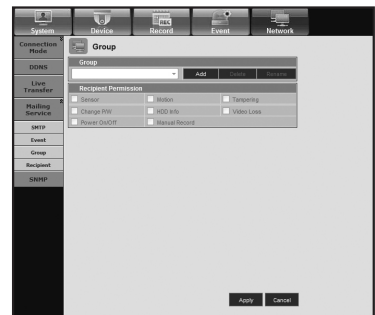 System Device Record Event Network
Connection Mode
DDNS
Live Transfer
Mailing Service
SMTP
Event
Group
Recipient
SNMP
Group
Group
Add Delete Rename
Recipient Permission
Sensor Motion Tampering
Change P/W HDD Info Video Loss
Power On/Off Manual Record
Apply Cancel